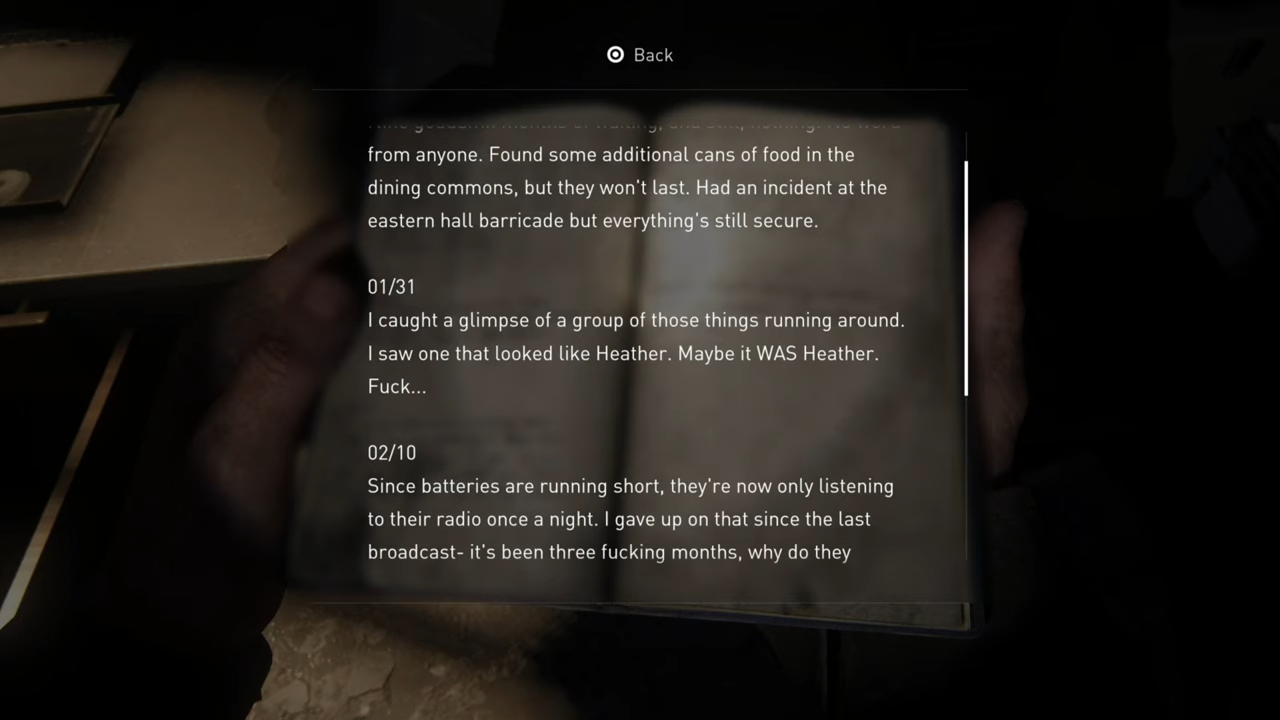 Back
from anyone. Found some additional cans of food in the
dining commons, but they won't last. Had an incident at the
eastern hall barricade but everything's still secure.
01/31
I caught a glimpse of a group of those things running around.
I saw one that looked like Heather. Maybe it WAS Heather.
Fuck...
02/10
Since batteries are running short, they're now only listening
to their radio once a night. I gave up on that since the last
broadcast- it's been three fucking months, why do they